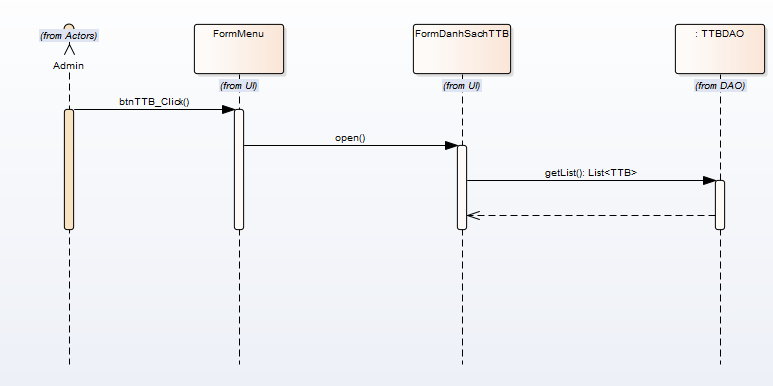 (from Actors)
Admin
FormMenu
(from UI)
FormDanhSachTTB
(from UI)
: TTBDAO
(from DAO)
btnTTB_Click()
open()
getList(): List<TTB>